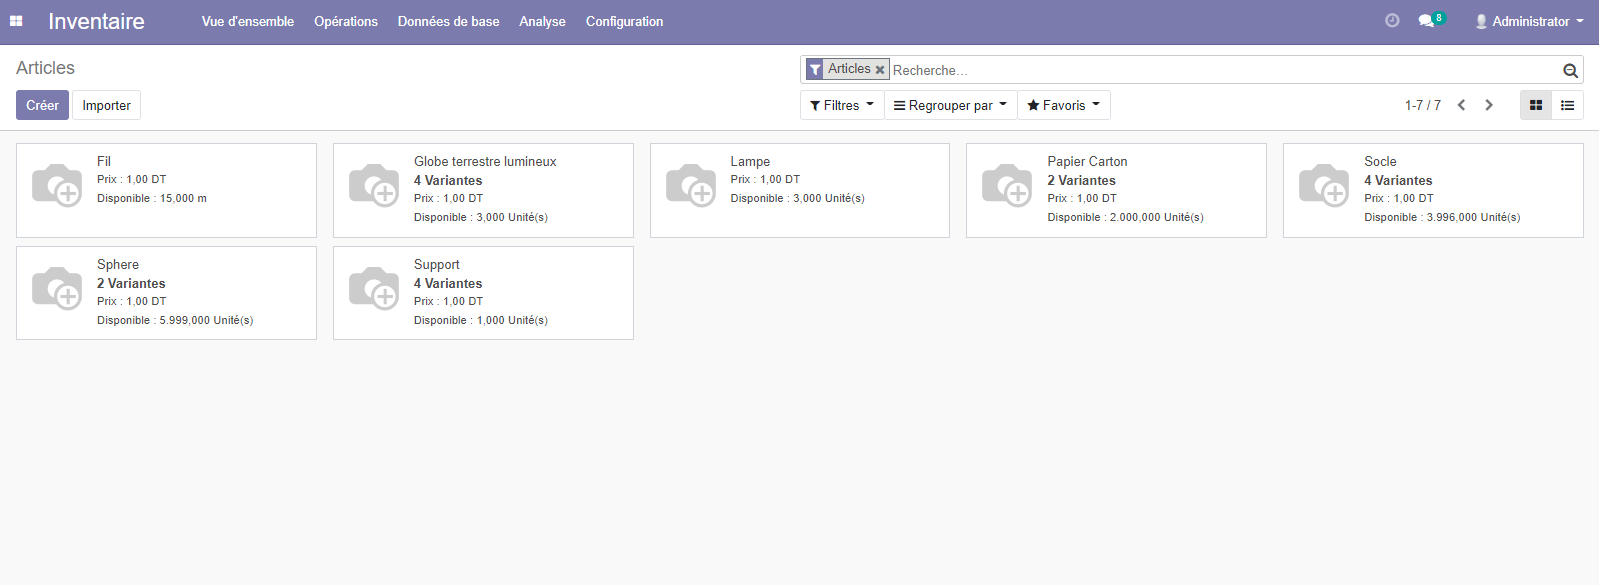 Inventaire Vue d'ensemble Opérations Données de base Analyse Configuration 8 Administrator
Articles
Articles Recherche...
Créer Importer
Filtres Regrouper par Favoris 1-7 / 7
Fil
Prix : 1,00 DT
Disponible : 15,000 m
Globe terrestre lumineux
4 Variantes
Prix : 1,00 DT
Disponible : 3,000 Unité(s)
Lampe
Prix : 1,00 DT
Disponible : 3,000 Unité(s)
Papier Carton
2 Variantes
Prix : 1,00 DT
Disponible : 2.000,000 Unité(s)
Socle
4 Variantes
Prix : 1,00 DT
Disponible : 3.996,000 Unité(s)
Sphere
2 Variantes
Prix : 1,00 DT
Disponible : 5.999,000 Unité(s)
Support
4 Variantes
Prix : 1,00 DT
Disponible : 1,000 Unité(s)